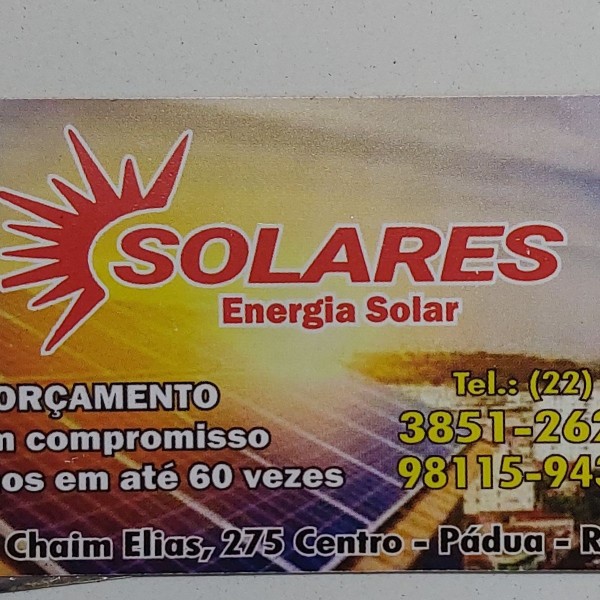 SOLARES
Energia Solar
ORÇAMENTO
compromisso
em até 60 vezes
Tel.: (22)
3851-262
98115-943
Chaim Elias, 275 Centro - Pádua - R